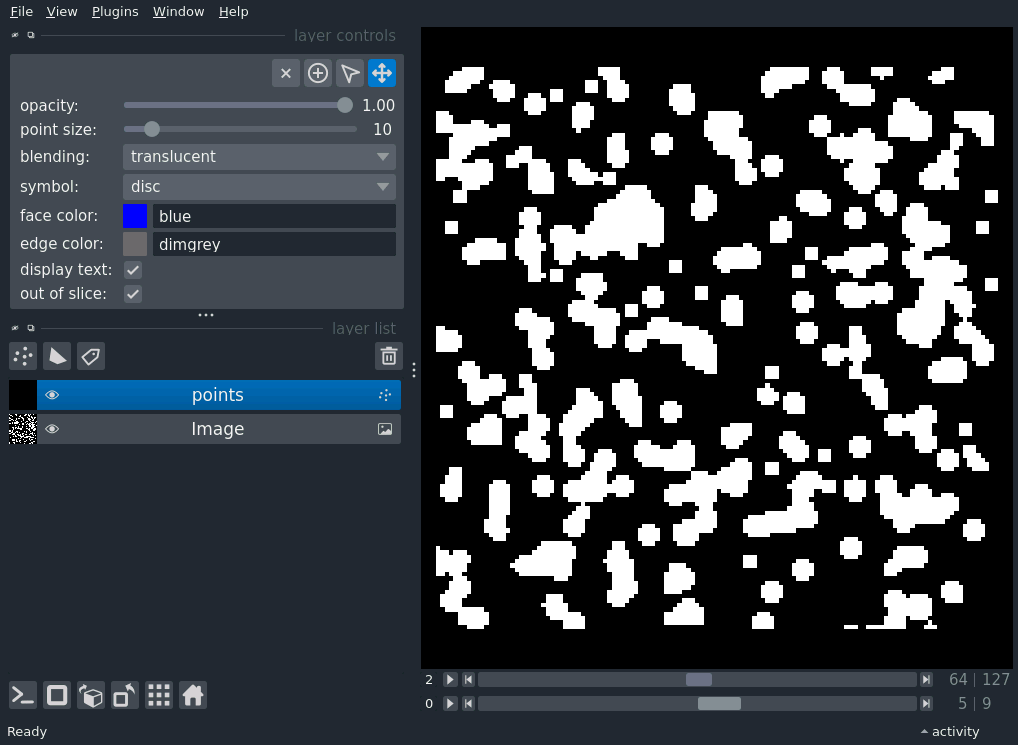 File View Plugins Window Help
layer controls
opacity: 1.00
point size: 10
blending: translucent
symbol: disc
face color: blue
edge color: dimgrey
display text:
out of slice:
layer list
points
Image
2 64 | 127
0 5 | 9
Ready activity